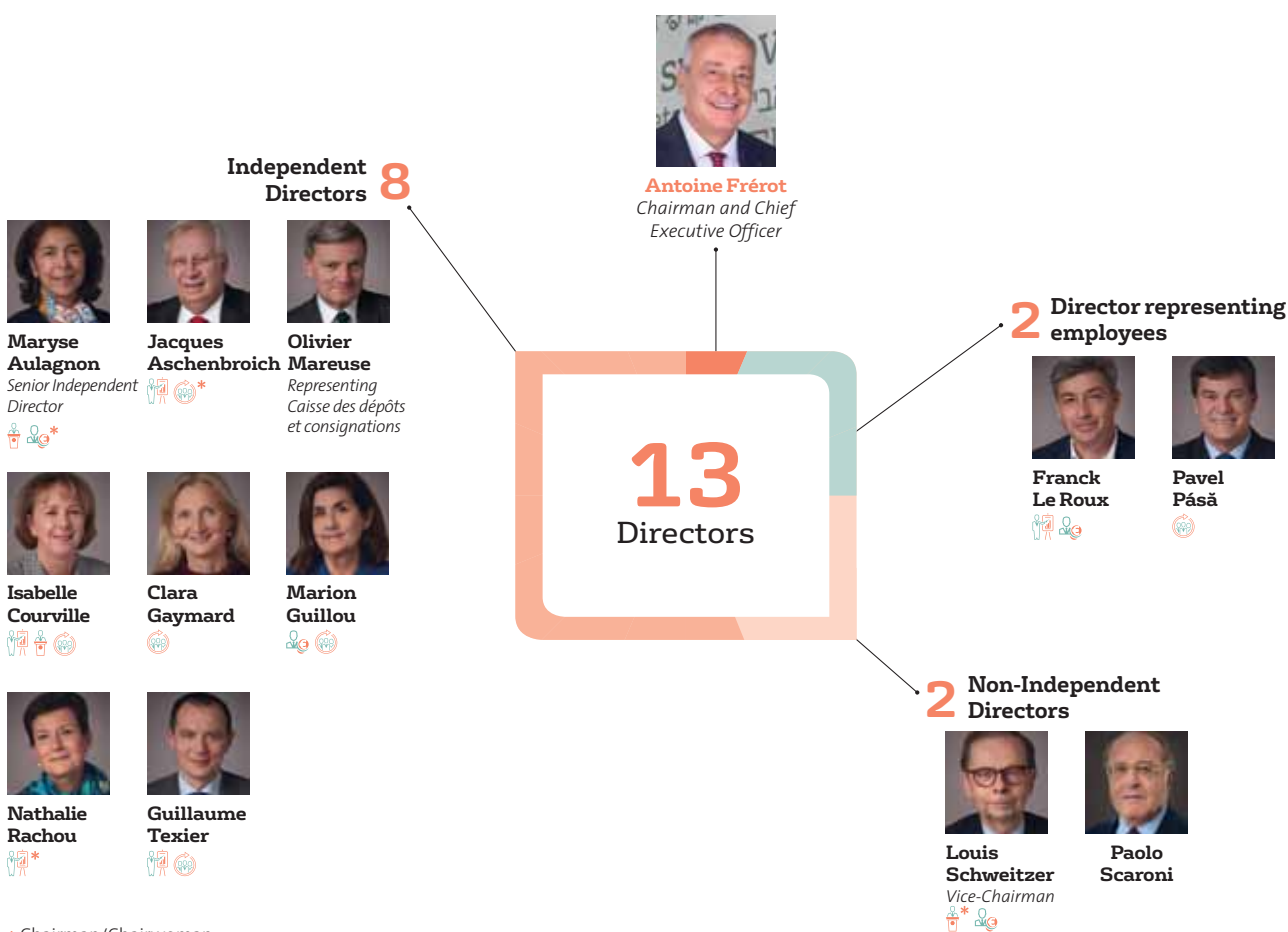 Antoine Frérot
Chairman and Chief
Executive Officer
Independent
Directors
8
Maryse
Aulagnon
Senior Independent
Director
*
Jacques
Aschenbroich
*
Olivier
Mareuse
Representing
Caisse des dépôts
et consignations
Isabelle
Courville
Clara
Gaymard
Marion
Guillou
Nathalie
Rachou
*
Guillaume
Texier
13
Directors
2
Director representing
employees
Franck
Le Roux
Pavel
Pásă
2
Non-Independent
Directors
Louis
Schweitzer
Vice-Chairman
*
Paolo
Scaroni